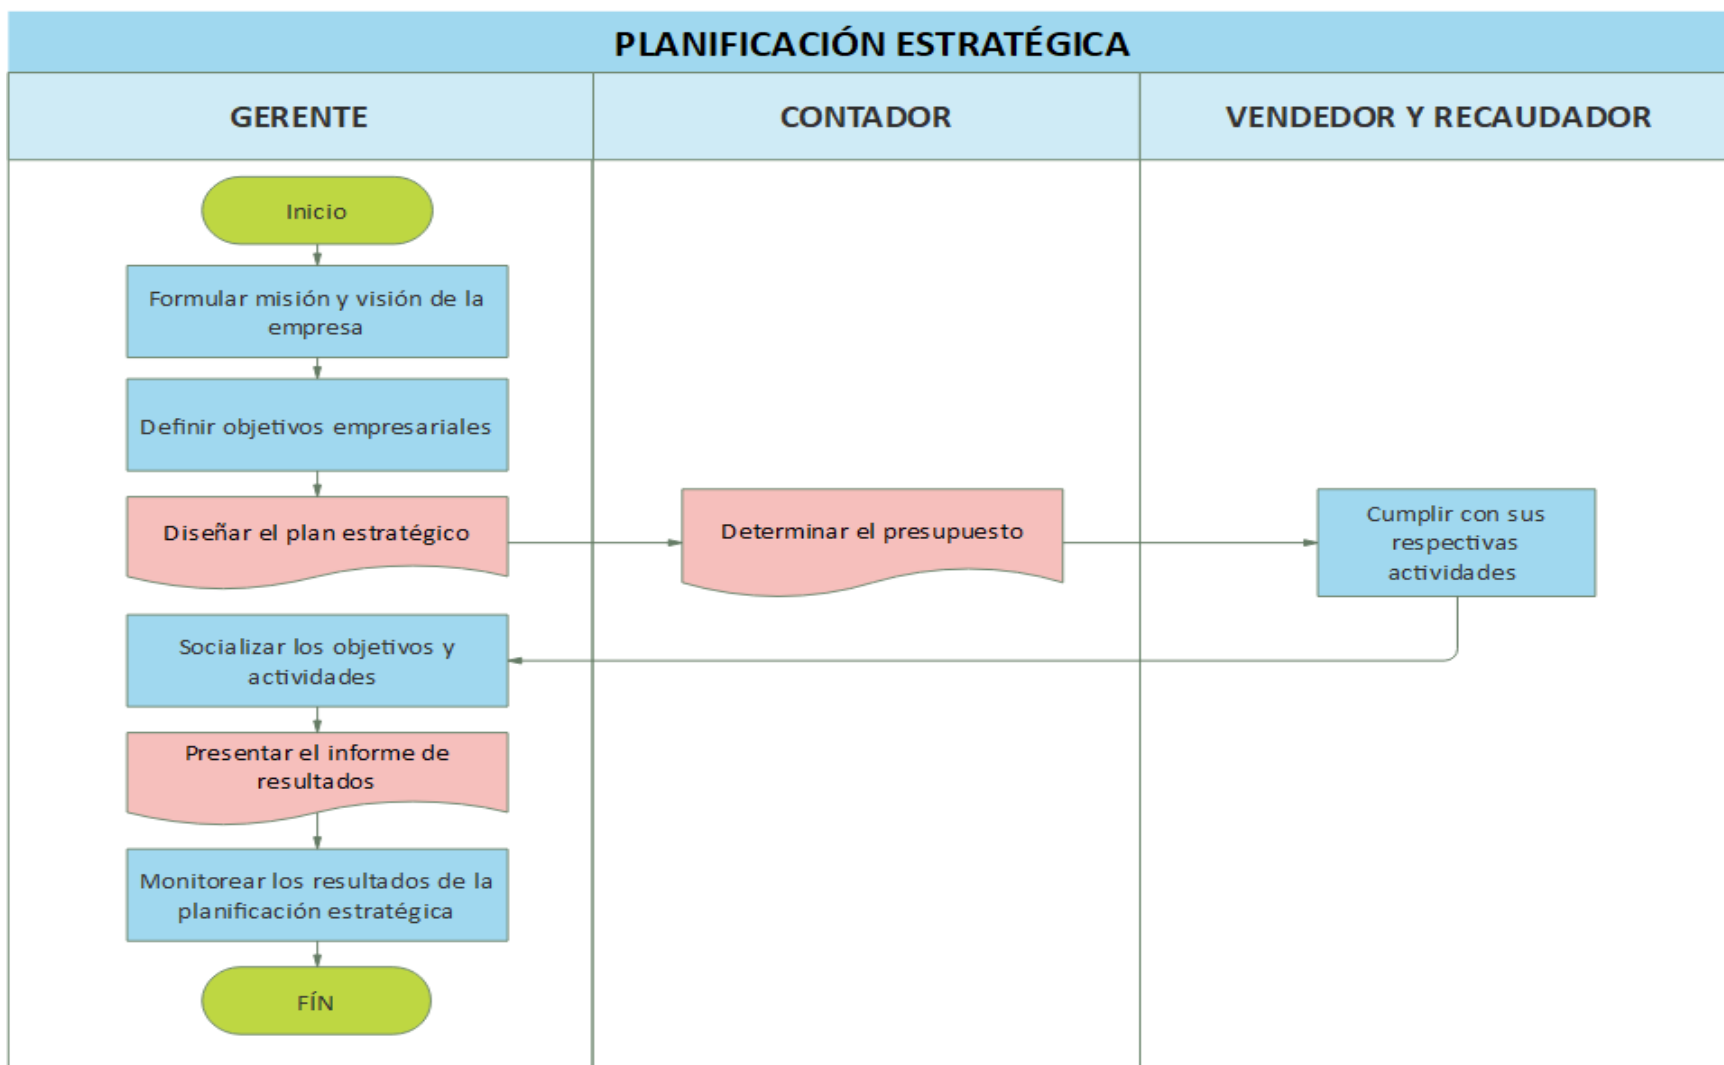 PLANIFICACIÓN ESTRATÉGICA
GERENTE
CONTADOR
VENDEDOR Y RECAUDADOR
Inicio
Formular misión y visión de la
empresa
Definir objetivos empresariales
Diseñar el plan estratégico
Determinar el presupuesto
Cumplir con sus
respectivas
actividades
Socializar los objetivos y
actividades
Presentar el informe de
resultados
Monitorear los resultados de la
planificación estratégica
FÍN